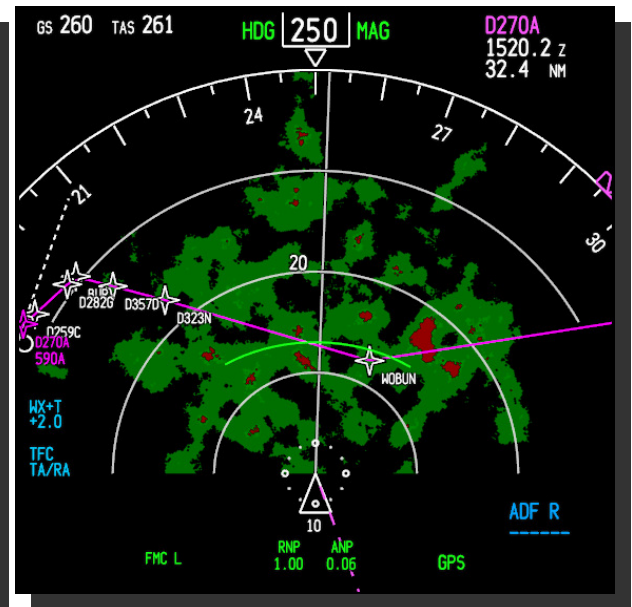 GS 260 TAS 261
HDG 250 MAG
D270A
1520.2 Z
32.4 NM
24
27
21
30
20
BUR
D282G
D357D
D323N
D259C
D270A
590A
WOBUN
WX+T
+2.0
TFC
TA/RA
ADF R
------
10
FMC L
RNP
1.00
ANP
0.06
GPS